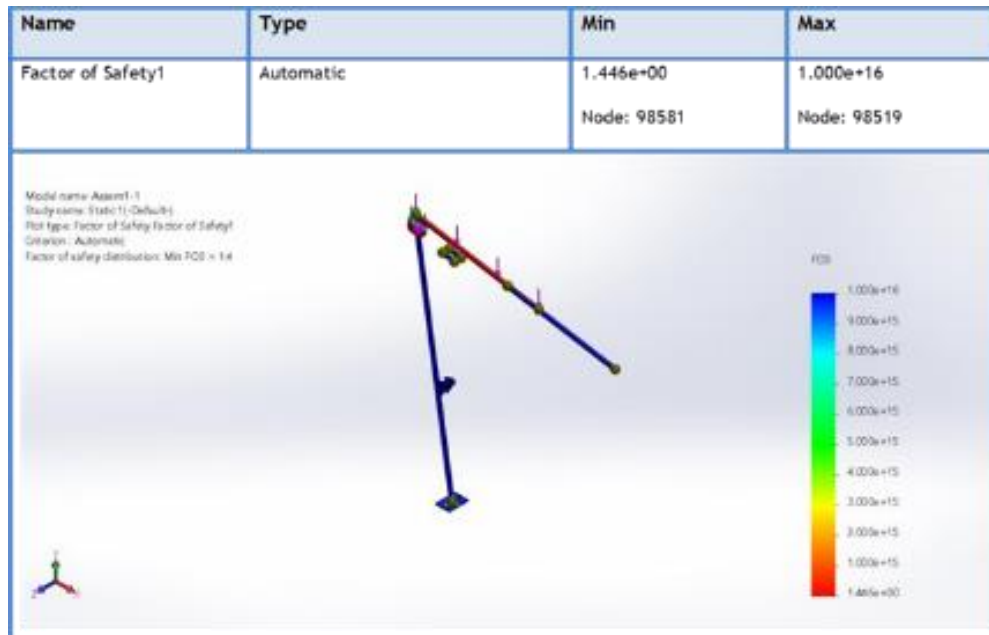 Name Type Min Max
Factor of Safety1 Automatic 1.446e+00 1.000e+16
Node: 98581 Node: 98519
Model name: Assem1-1
Study name: Static 1(-Default-)
Plot type: Factor of Safety Factor of Safety1
Criterion : Automatic
Factor of safety distribution: Min FOS = 1.4
FOS
1.000e+16
9.000e+15
8.000e+15
7.000e+15
6.000e+15
5.000e+15
4.000e+15
3.000e+15
2.000e+15
1.000e+15
1.446e+00